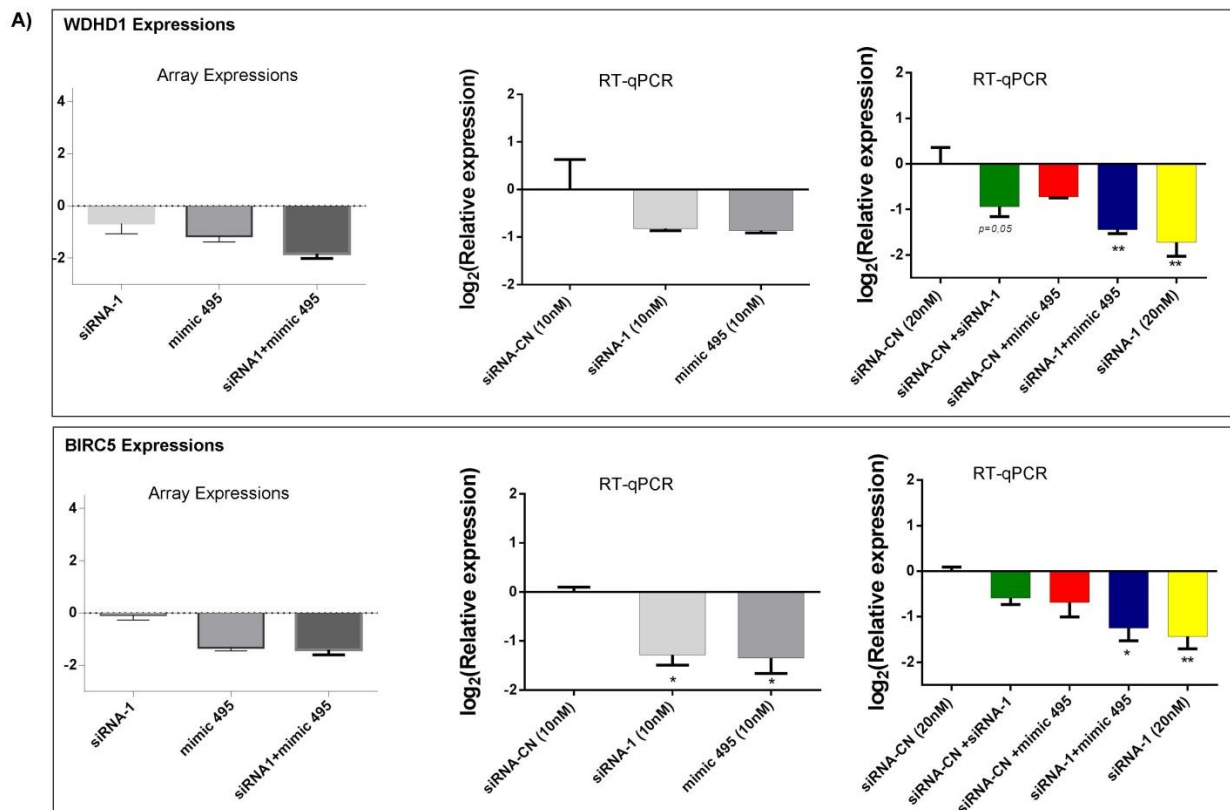 A)
WDHD1 Expressions
Array Expressions
4
2
0
-2
siRNA-1
mimic 495
siRNA1+mimic 495
RT-qPCR
log2(Relative expression)
2
1
0
-1
-2
siRNA-CN (10nM)
siRNA-1 (10nM)
mimic 495 (10nM)
RT-qPCR
log2(Relative expression)
2
1
0
-1
-2
p=0,05
**
**
siRNA-CN (20nM)
siRNA-CN +siRNA-1
siRNA-CN +mimic 495
siRNA-1+mimic 495
siRNA-1 (20nM)
BIRC5 Expressions
Array Expressions
4
2
0
-2
siRNA-1
mimic 495
siRNA1+mimic 495
RT-qPCR
log2(Relative expression)
2
1
0
-1
-2
*
*
siRNA-CN (10nM)
siRNA-1 (10nM)
mimic 495 (10nM)
RT-qPCR
log2(Relative expression)
2
1
0
-1
-2
*
**
siRNA-CN (20nM)
siRNA-CN +siRNA-1
siRNA-CN +mimic 495
siRNA-1+mimic 495
siRNA-1 (20nM)